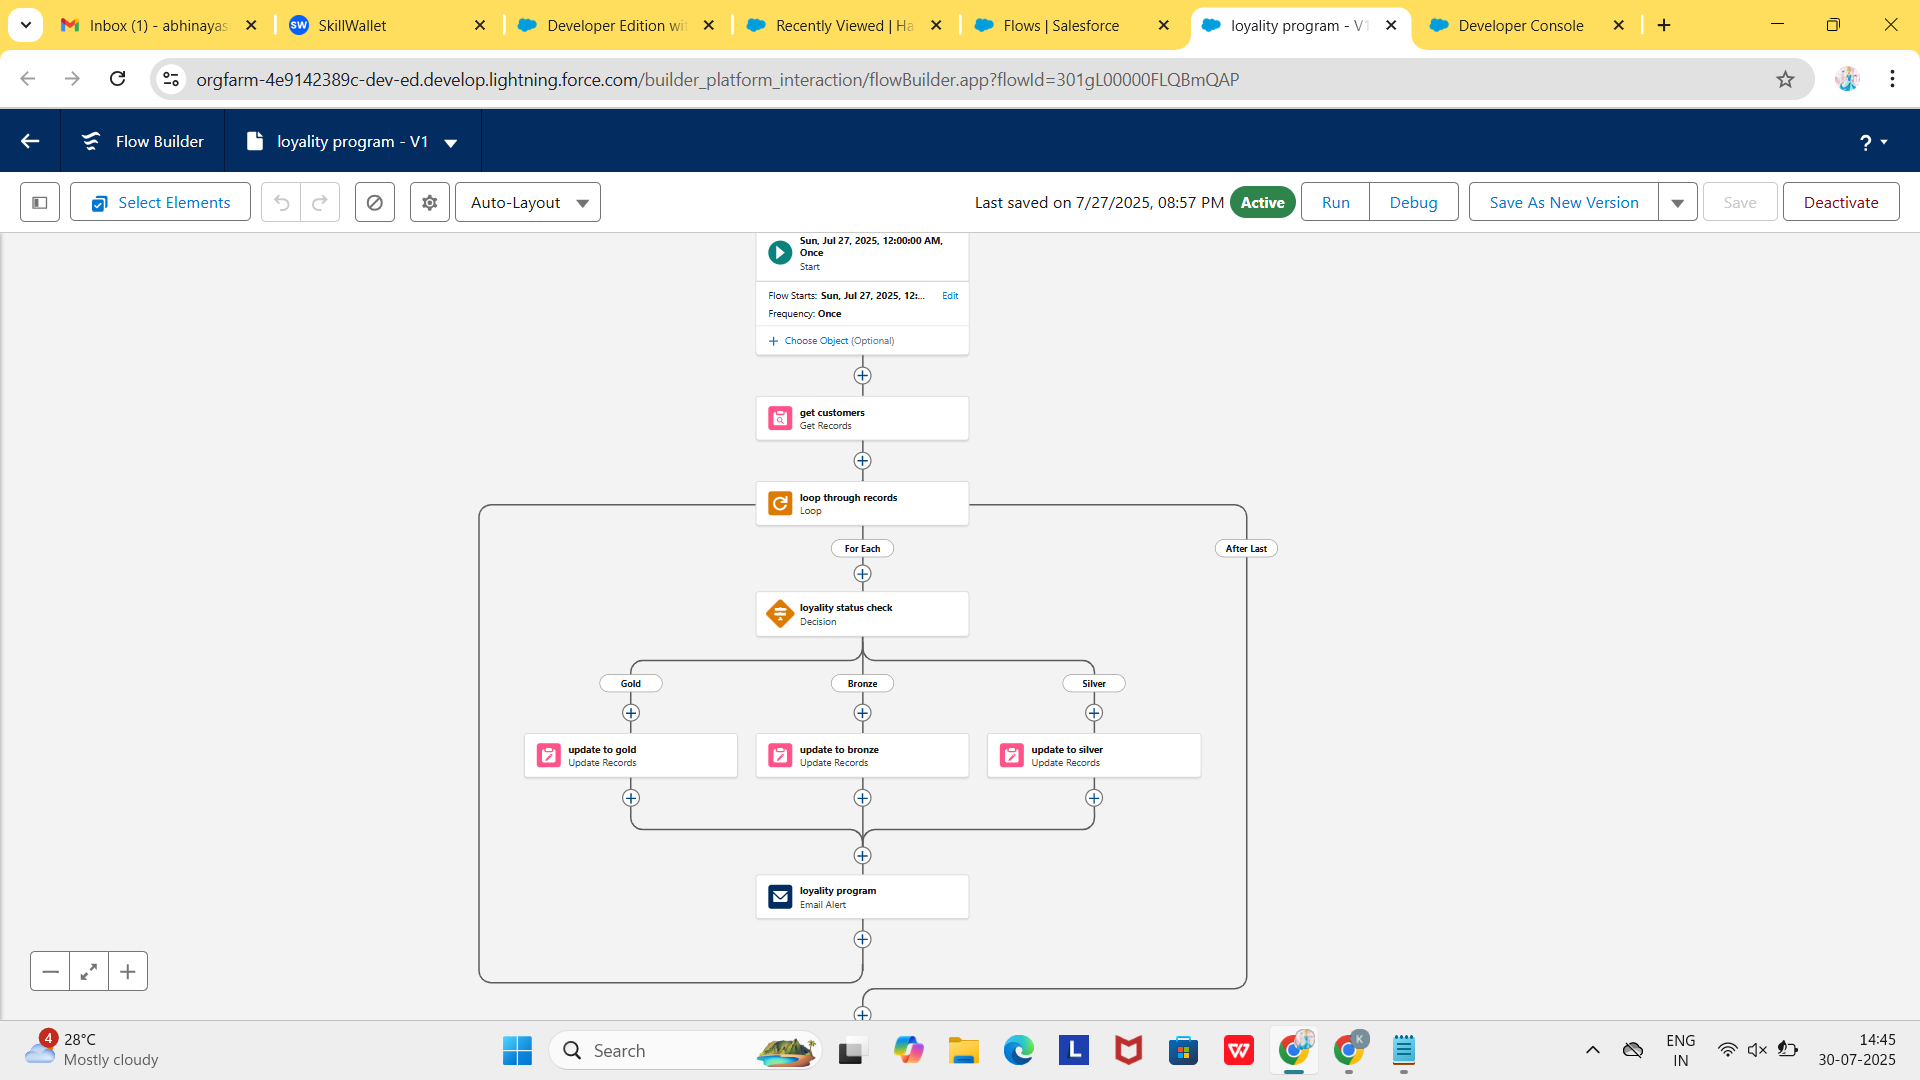 Inbox (1) - abhinayas
SkillWallet
Developer Edition wit
Recently Viewed | Ha
Flows | Salesforce
loyality program - V1
Developer Console
orgfarm-4e9142389c-dev-ed.develop.lightning.force.com/builder_platform_interaction/flowBuilder.app?flowId=301gL00000FLQBmQAP
Flow Builder
loyality program - V1
?
Select Elements
Auto-Layout
Last saved on 7/27/2025, 08:57 PM
Active
Run
Debug
Save As New Version
Save
Deactivate
Sun, Jul 27, 2025, 12:00:00 AM,
Once
Start
Flow Starts: Sun, Jul 27, 2025, 12:...
Edit
Frequency: Once
Choose Object (Optional)
get customers
Get Records
loop through records
Loop
For Each
After Last
loyality status check
Decision
Gold
Bronze
Silver
update to gold
Update Records
update to bronze
Update Records
update to silver
Update Records
loyality program
Email Alert
4
28°C
Mostly cloudy
Search
L
W
K
ENG
IN
14:45
30-07-2025
SW